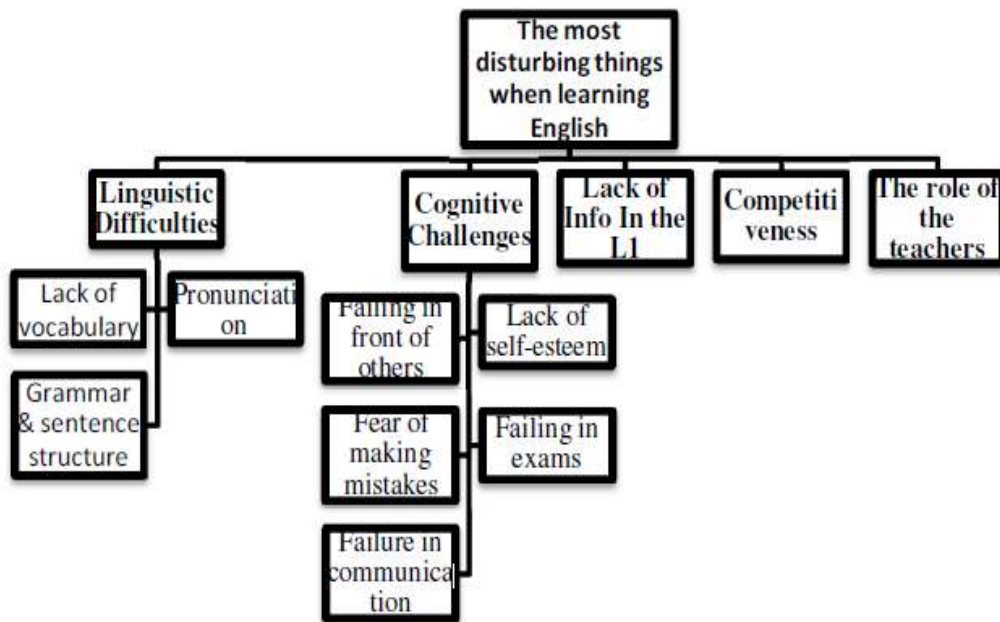 The most
disturbing things
when learning
English
Linguistic
Difficulties
Cognitive
Challenges
Lack of
Info In the
L1
Competiti
veness
The role of
the
teachers
Lack of
vocabulary
Pronunciati
on
Grammar
& sentence
structure
Failing in
front of
others
Lack of
self-esteem
Fear of
making
mistakes
Failing in
exams
Failure in
communica
tion